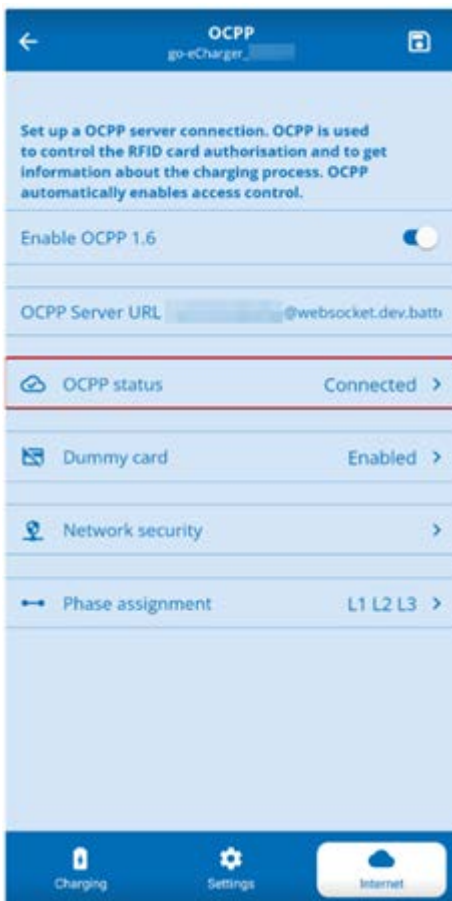 OCPP
go-eCharger_
Set up a OCPP server connection. OCPP is used
to control the RFID card authorisation and to get
information about the charging process. OCPP
automatically enables access control.
Enable OCPP 1.6
OCPP Server URL @websocket.dev.batt
OCPP status Connected
Dummy card Enabled
Network security
Phase assignment L1 L2 L3
Charging Settings Internet